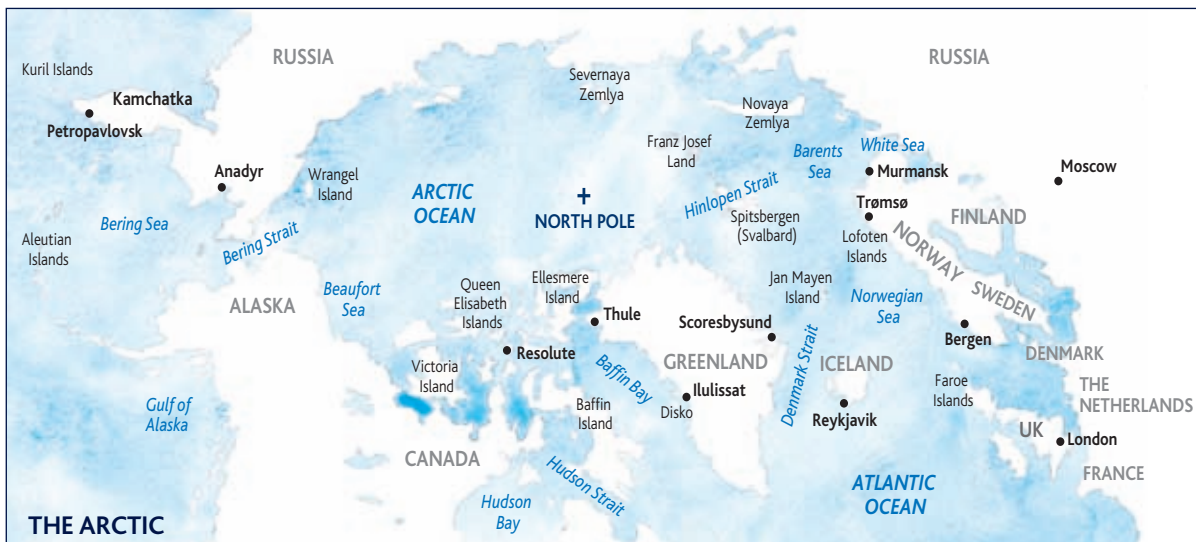 RUSSIA
RUSSIA
Kuril Islands
Severnaya
Zemlya
Kamchatka
Petropavlovsk
Novaya
Zemlya
Franz Josef
Land
Barents
Sea
White Sea
Murmansk
Moscow
Anadyr
Wrangel
Island
ARCTIC
OCEAN
NORTH POLE
Hinlopen Strait
Spitsbergen
(Svalbard)
Trømsø
Lofoten
Islands
FINLAND
NORWAY
SWEDEN
Bering Sea
Bering Strait
Aleutian
Islands
ALASKA
Beaufort
Sea
Queen
Elisabeth
Islands
Ellesmere
Island
Thule
Jan Mayen
Island
Norwegian
Sea
Scoresbysund
Bergen
DENMARK
Resolute
Victoria
Island
Baffin Bay
GREENLAND
Denmark Strait
ICELAND
Faroe
Islands
THE
NETHERLANDS
Gulf of
Alaska
Baffin
Island
Ilulissat
Disko
Reykjavik
UK
London
CANADA
Hudson Strait
Hudson
Bay
ATLANTIC
OCEAN
FRANCE
THE ARCTIC